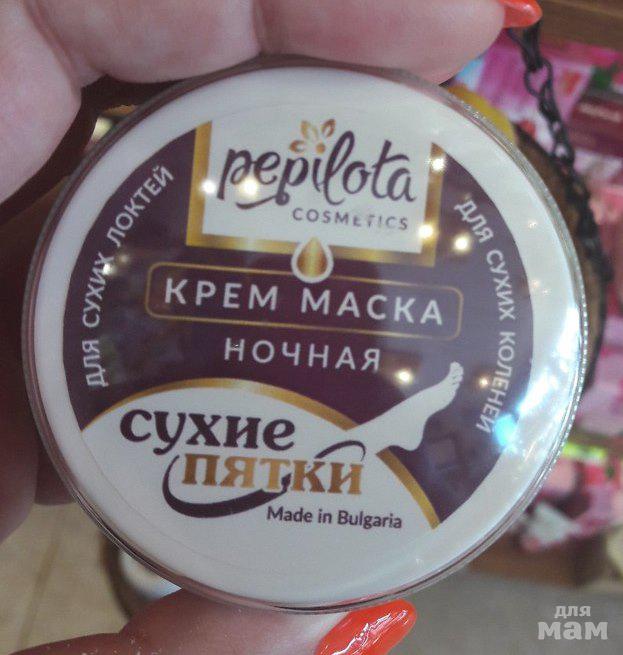 pepilota
COSMETICS
ДЛЯ СУХИХ ЛОКТЕЙ
ДЛЯ СУХИХ КОЛЕНЕЙ
КРЕМ МАСКА
НОЧНАЯ
СУХИЕ
ПЯТКИ
Made in Bulgaria
для
мам